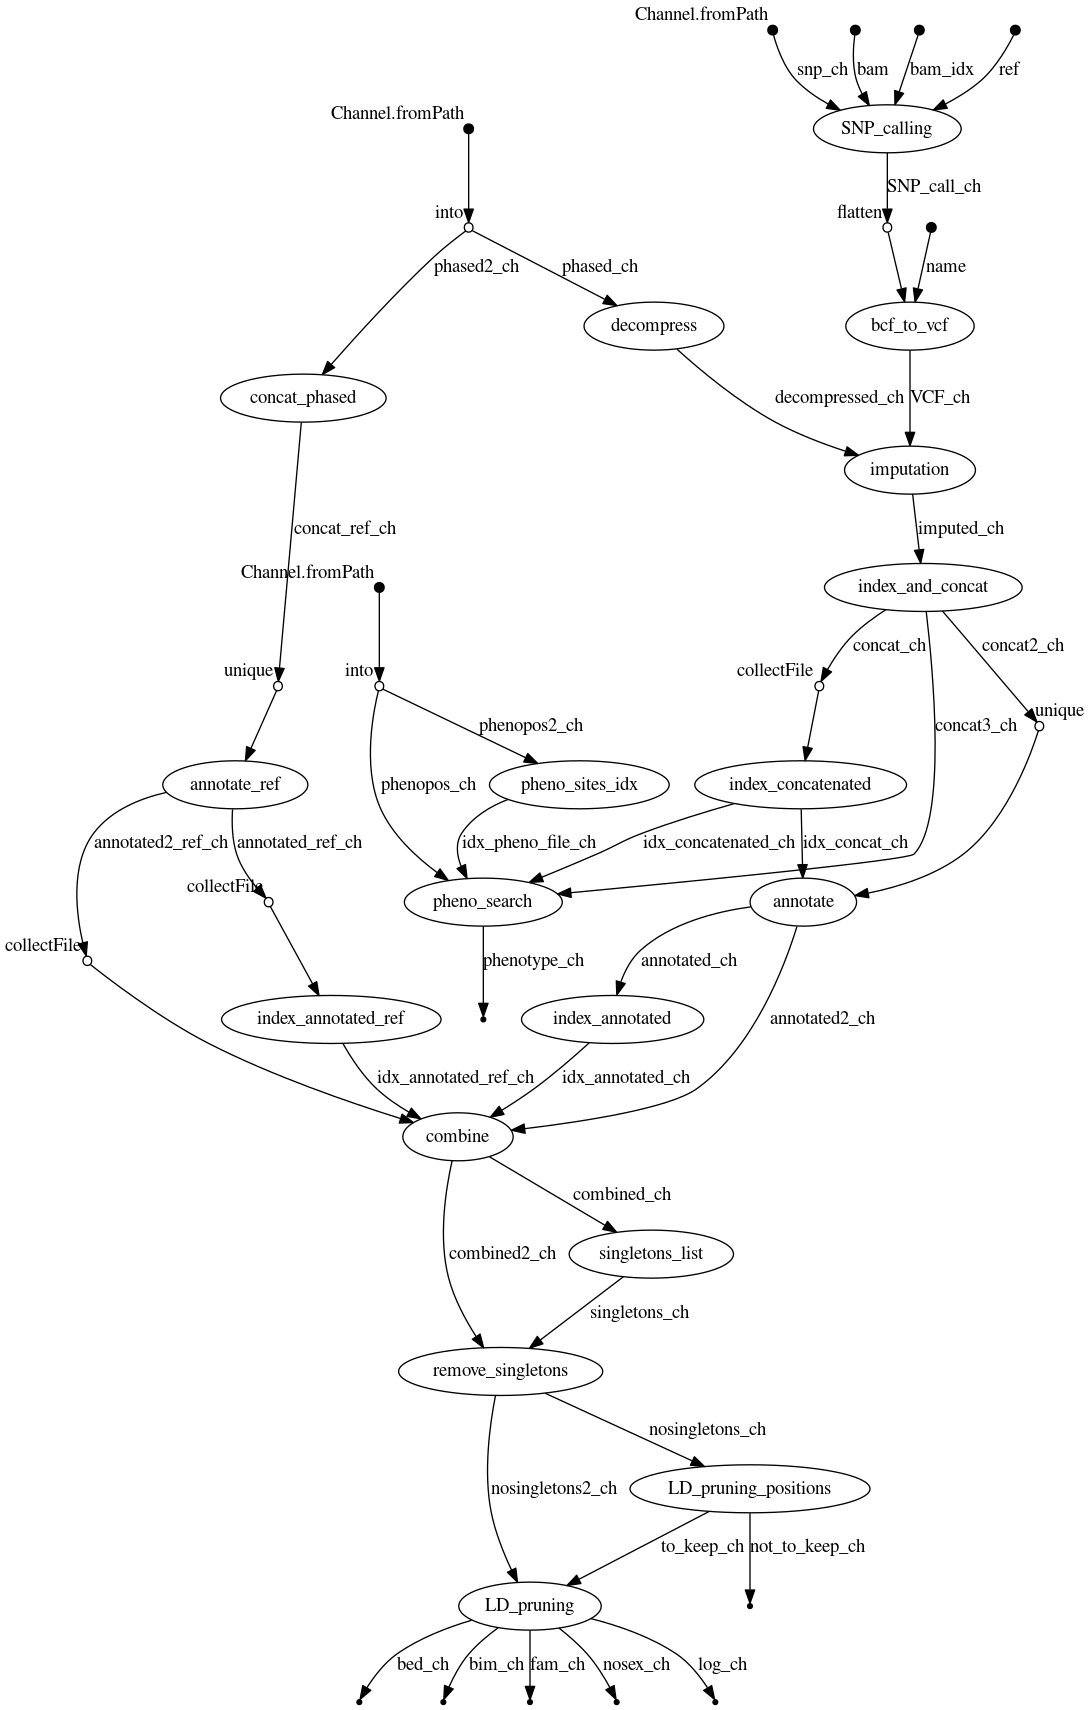 Channel.fromPath
snp_ch
bam
bam_idx
ref
Channel.fromPath
SNP_calling
SNP_call_ch
into
flatten
phased2_ch
phased_ch
name
decompress
bcf_to_vcf
concat_phased
decompressed_ch
VCF_ch
imputation
concat_ref_ch
imputed_ch
Channel.fromPath
index_and_concat
concat_ch
concat2_ch
unique
into
collectFile
unique
phenopos2_ch
concat3_ch
annotate_ref
phenopos_ch
pheno_sites_idx
index_concatenated
annotated2_ref_ch
annotated_ref_ch
idx_pheno_file_ch
idx_concatenated_ch
idx_concat_ch
collectFile
pheno_search
annotate
collectFile
phenotype_ch
annotated_ch
index_annotated_ref
index_annotated
annotated2_ch
idx_annotated_ref_ch
idx_annotated_ch
combine
combined_ch
combined2_ch
singletons_list
singletons_ch
remove_singletons
nosingletons_ch
nosingletons2_ch
LD_pruning_positions
to_keep_ch
not_to_keep_ch
LD_pruning
bed_ch
bim_ch
fam_ch
nosex_ch
log_ch